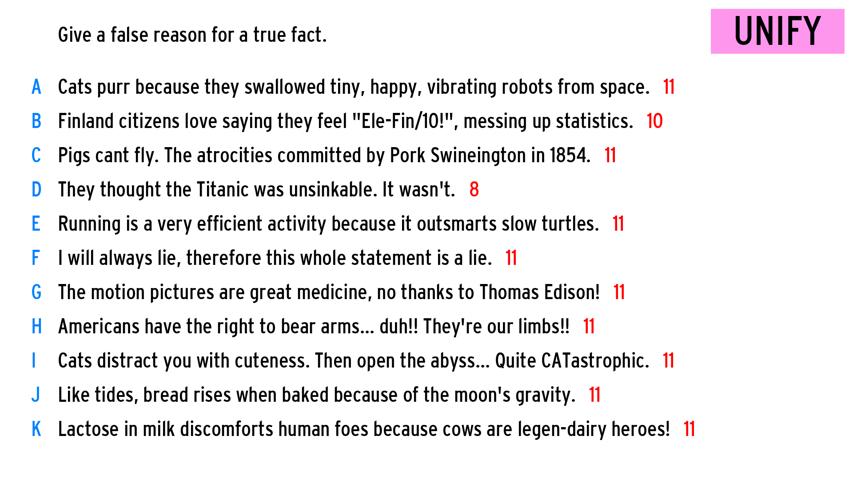 Give a false reason for a true fact.
UNIFY
A Cats purr because they swallowed tiny, happy, vibrating robots from space. 11
B Finland citizens love saying they feel "Ele-Fin/10!", messing up statistics. 10
C Pigs cant fly. The atrocities committed by Pork Swineington in 1854. 11
D They thought the Titanic was unsinkable. It wasn't. 8
E Running is a very efficient activity because it outsmarts slow turtles. 11
F I will always lie, therefore this whole statement is a lie. 11
G The motion pictures are great medicine, no thanks to Thomas Edison! 11
H Americans have the right to bear arms... duh!! They're our limbs!! 11
I Cats distract you with cuteness. Then open the abyss... Quite CATastrophic. 11
J Like tides, bread rises when baked because of the moon's gravity. 11
K Lactose in milk discomforts human foes because cows are legen-dairy heroes! 11